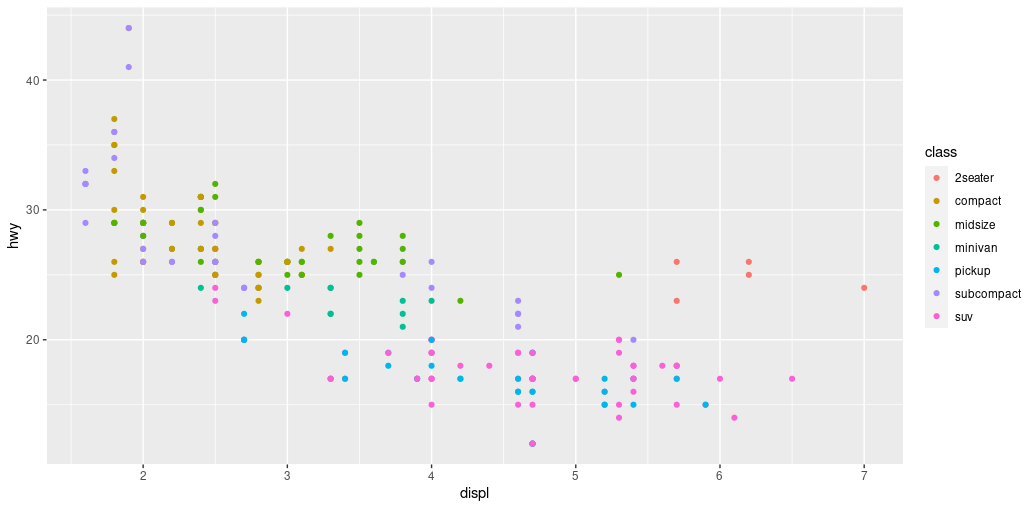 40
30
20
hwy
2 3 4 5 6 7
displ
class
2seater
compact
midsize
minivan
pickup
subcompact
suv